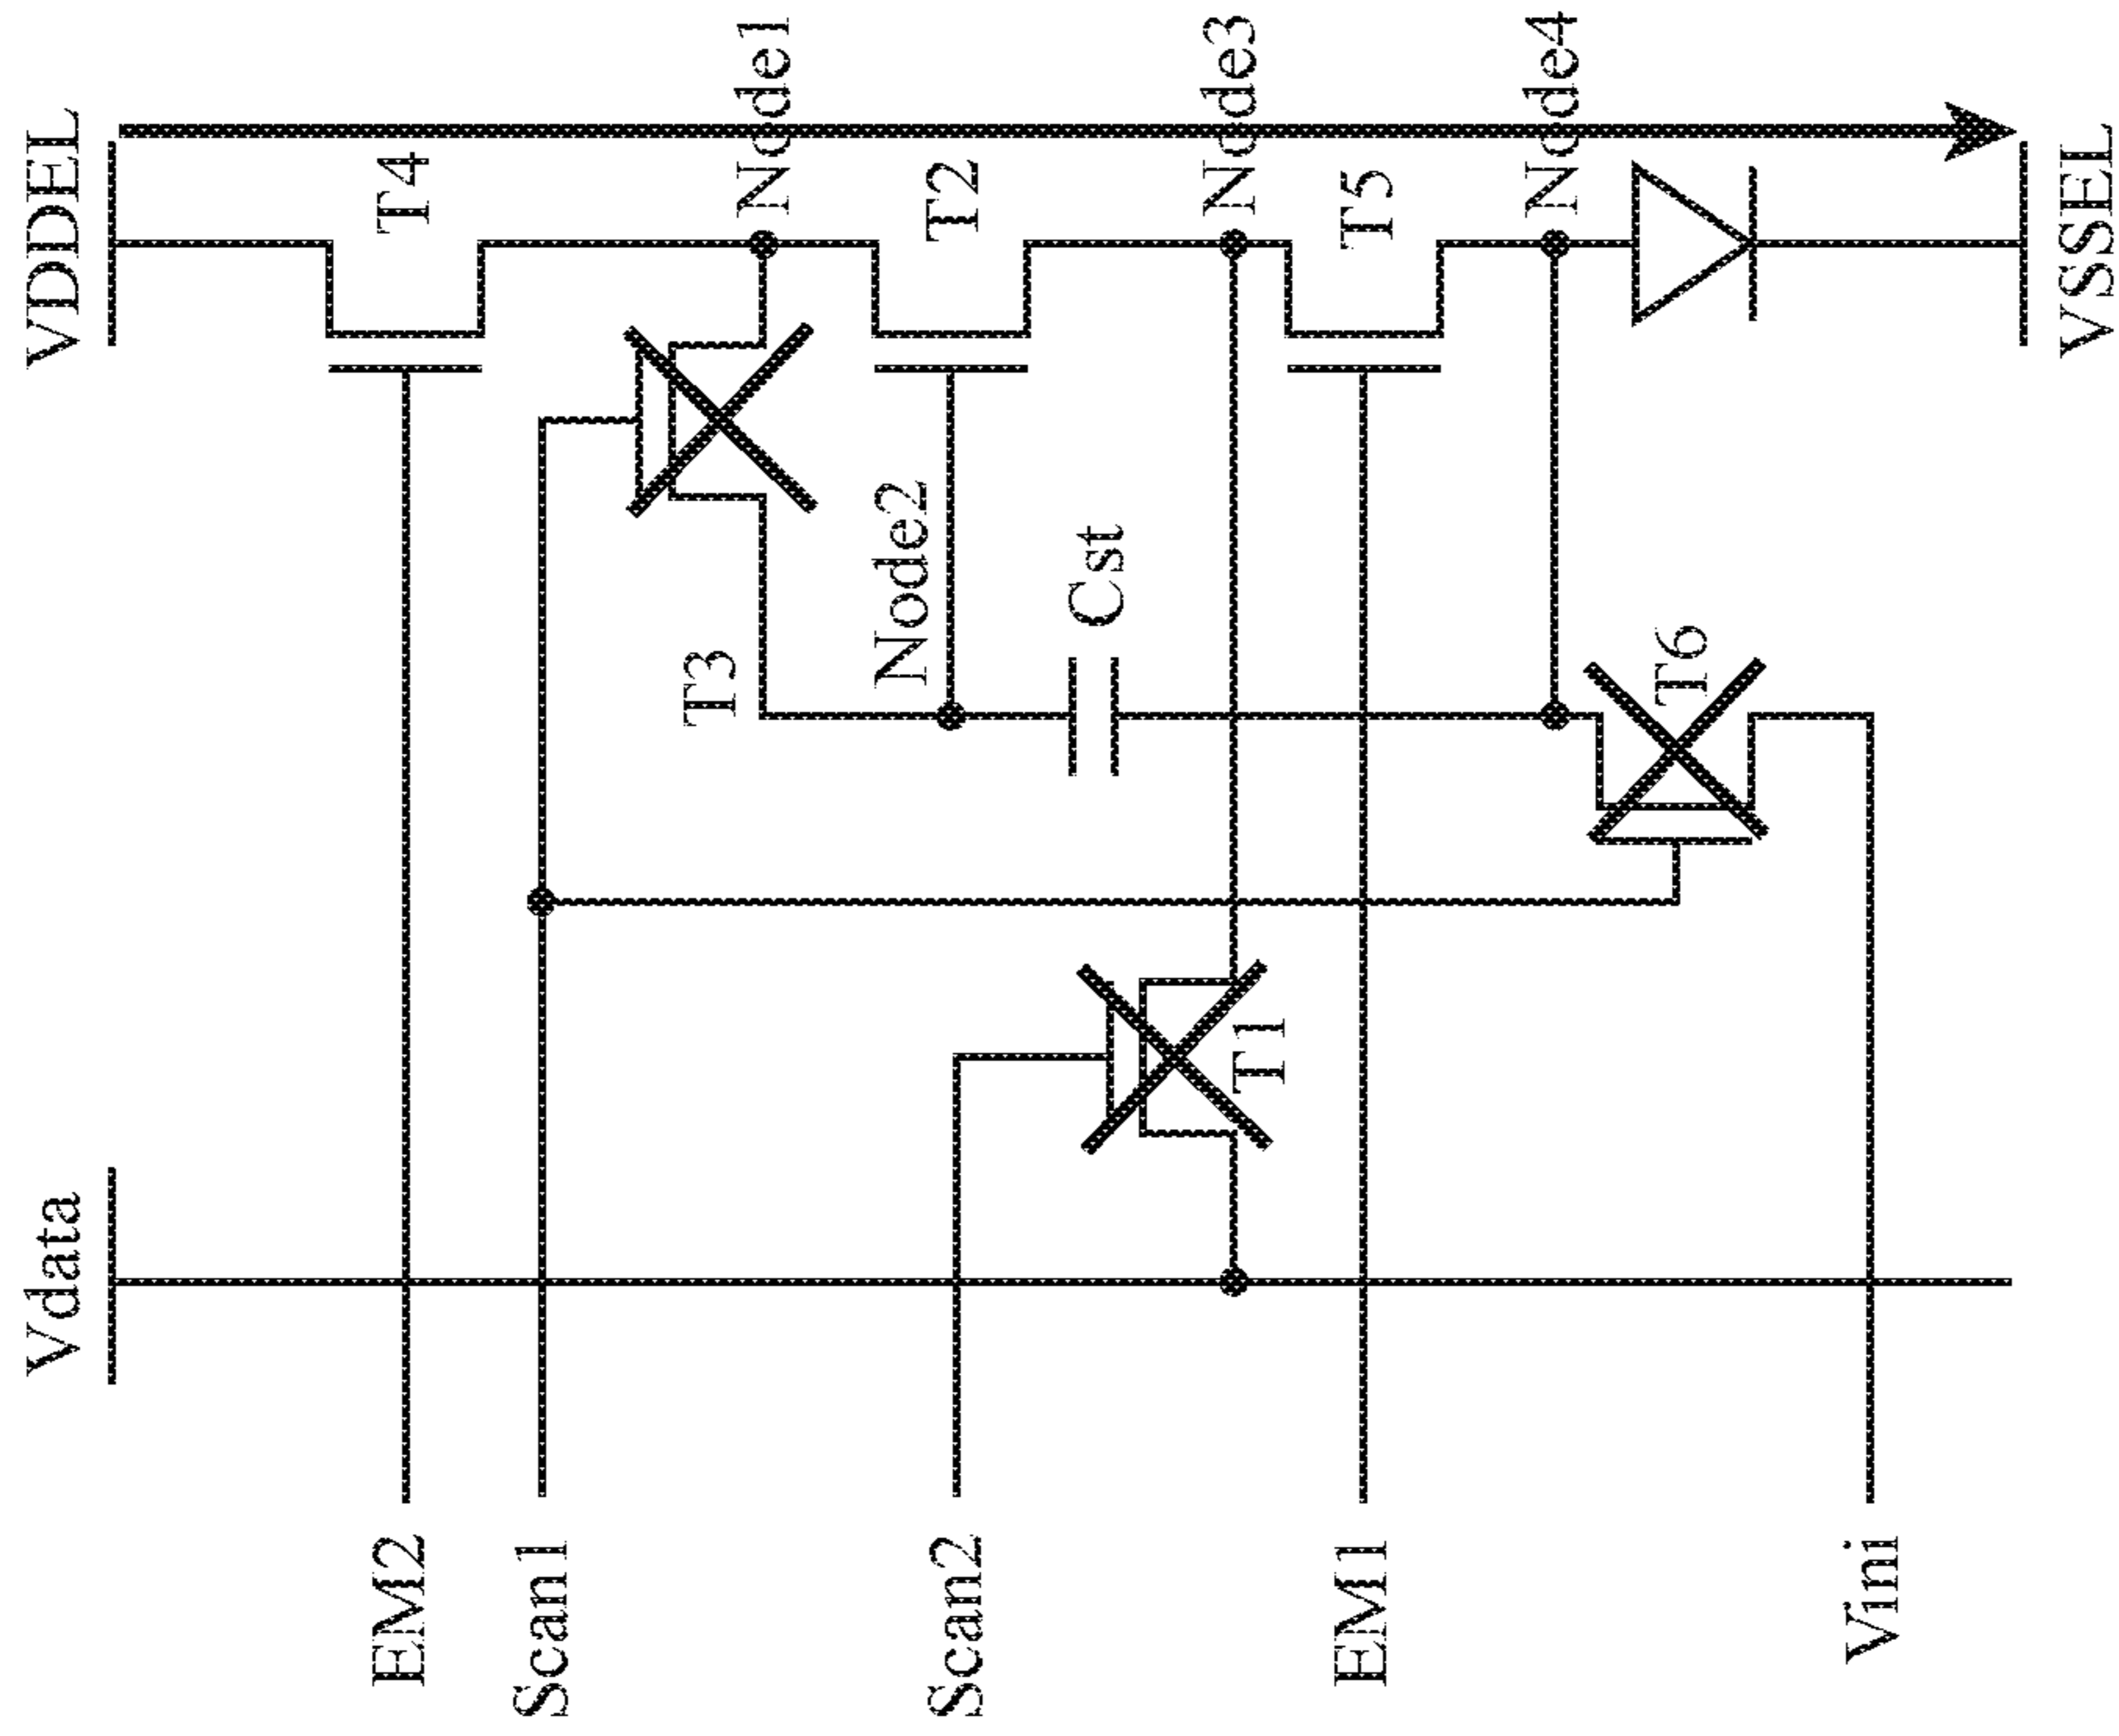 VDDEL
T4
Node1
T2
Node3
T5
Node4
VSSEL
T3
Node2
Cst
T6
T1
Vdata
EM2
Scan1
Scan2
EM1
Vini